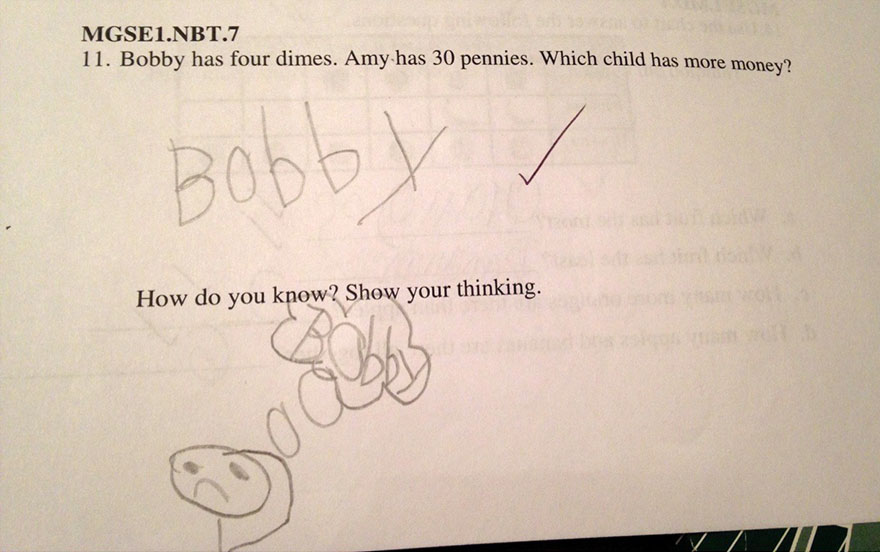 MGSE1.NBT.7
11. Bobby has four dimes. Amy has 30 pennies. Which child has more money?
Bobby
How do you know? Show your thinking.
Bobby